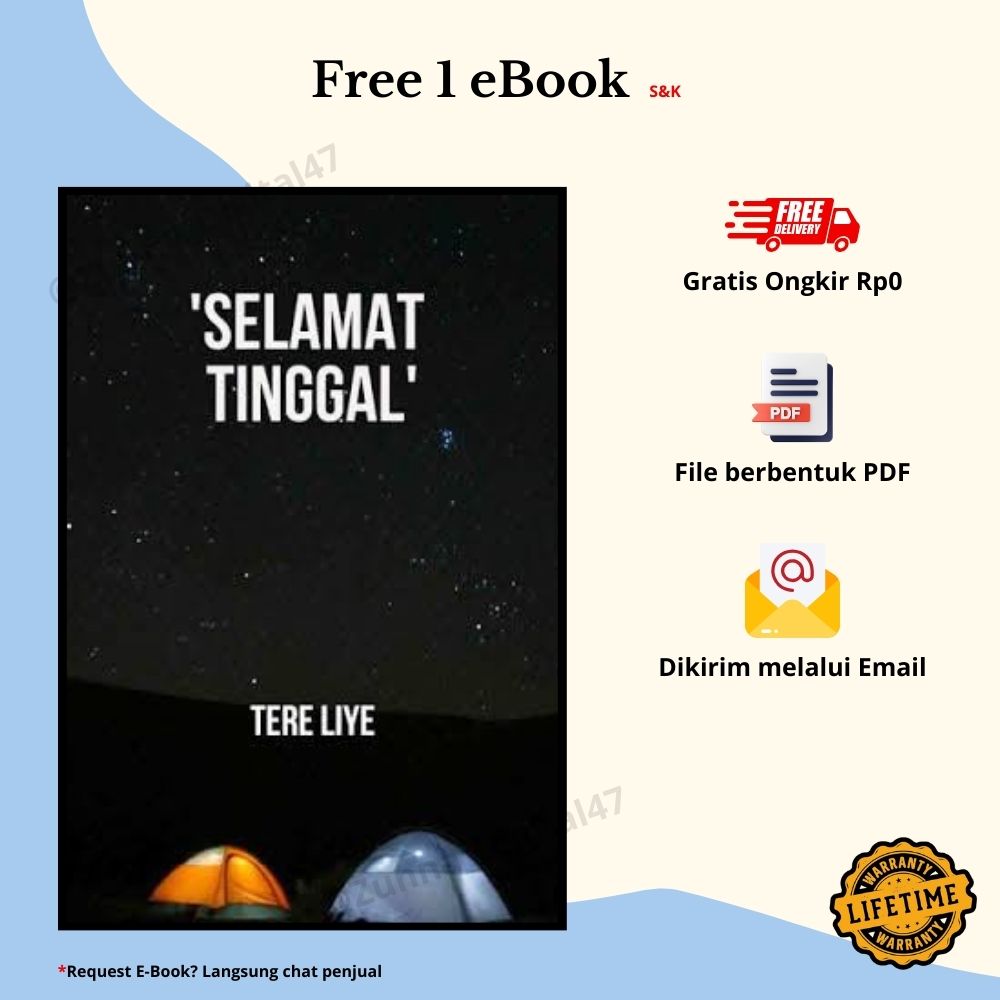 Free 1 eBook S&K
'SELAMAT
TINGGAL'
TERE LIYE
FREE
DELIVERY
Gratis Ongkir Rp0
PDF
File berbentuk PDF
@
Dikirim melalui Email
WARRANTY
LIFETIME
WARRANTY
*Request E-Book? Langsung chat penjual